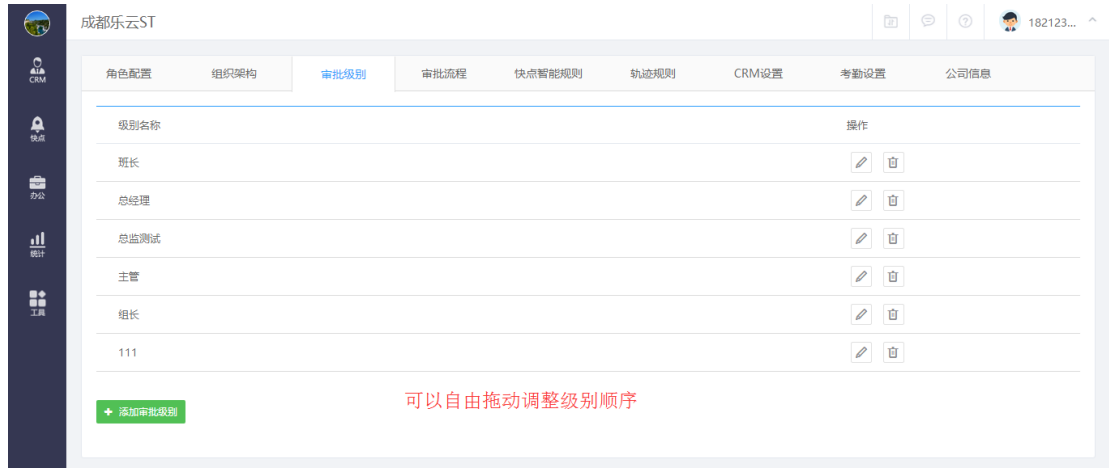 成都乐云ST
182123...
CRM
快点
办公
统计
工具
角色配置 组织架构 审批级别 审批流程 快点智能规则 轨迹规则 CRM设置 考勤设置 公司信息
级别名称 操作
班长
总经理
总监测试
主管
组长
111
可以自由拖动调整级别顺序
+ 添加审批级别